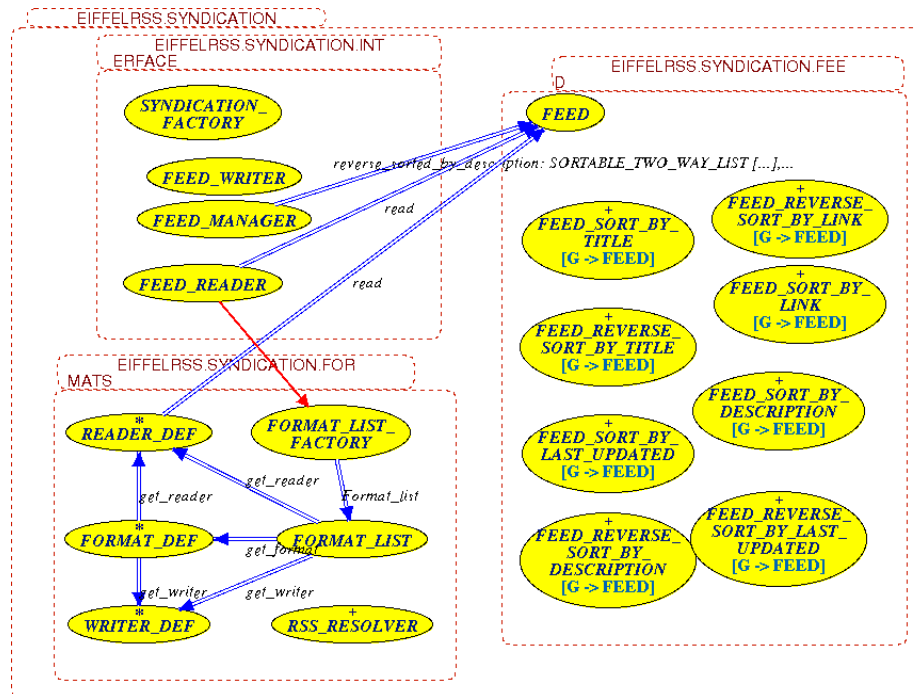 EIFFELRSS.SYNDICATION
EIFFELRSS.SYNDICATION.INT
ERFACE
SYNDICATION_
FACTORY
FEED_WRITER
FEED_MANAGER
FEED_READER
reverse_sorted_by_description: SORTABLE_TWO_WAY_LIST [...],...
read
read
EIFFELRSS.SYNDICATION.FEE
D
FEED
+
FEED_SORT_BY_
TITLE
[G -> FEED]
+
FEED_REVERSE_
SORT_BY_LINK
[G -> FEED]
+
FEED_SORT_BY_
LINK
[G -> FEED]
+
FEED_REVERSE_
SORT_BY_TITLE
[G -> FEED]
+
FEED_SORT_BY_
DESCRIPTION
[G -> FEED]
+
FEED_SORT_BY_
LAST_UPDATED
[G -> FEED]
+
FEED_REVERSE_
SORT_BY_LAST_
UPDATED
[G -> FEED]
+
FEED_REVERSE_
SORT_BY_
DESCRIPTION
[G -> FEED]
EIFFELRSS.SYNDICATION.FOR
MATS
*
READER_DEF
FORMAT_LIST_
FACTORY
get_reader
get_reader
Format_list
*
FORMAT_DEF
FORMAT_LIST
get_format
get_writer
get_writer
*
WRITER_DEF
+
RSS_RESOLVER